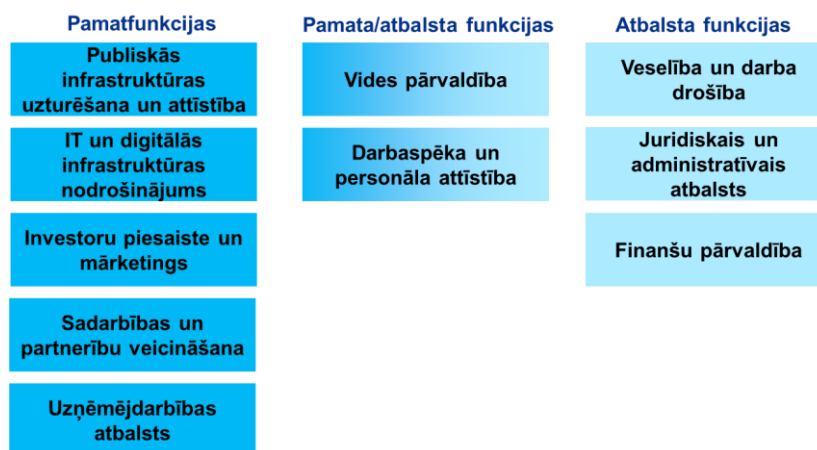 Pamatfunkcijas
Publiskās
infrastruktūras
uzturēšana un attīstība
IT un digitālās
infrastruktūras
nodrošinājums
Investoru piesaiste un
mārketings
Sadarbības un
partnerību veicināšana
Uzņēmējdarbības
atbalsts
Pamata/atbalsta funkcijas
Vides pārvaldība
Darbaspēka un
personāla attīstība
Atbalsta funkcijas
Veselība un darba
drošība
Juridiskais un
administratīvais
atbalsts
Finanšu pārvaldība